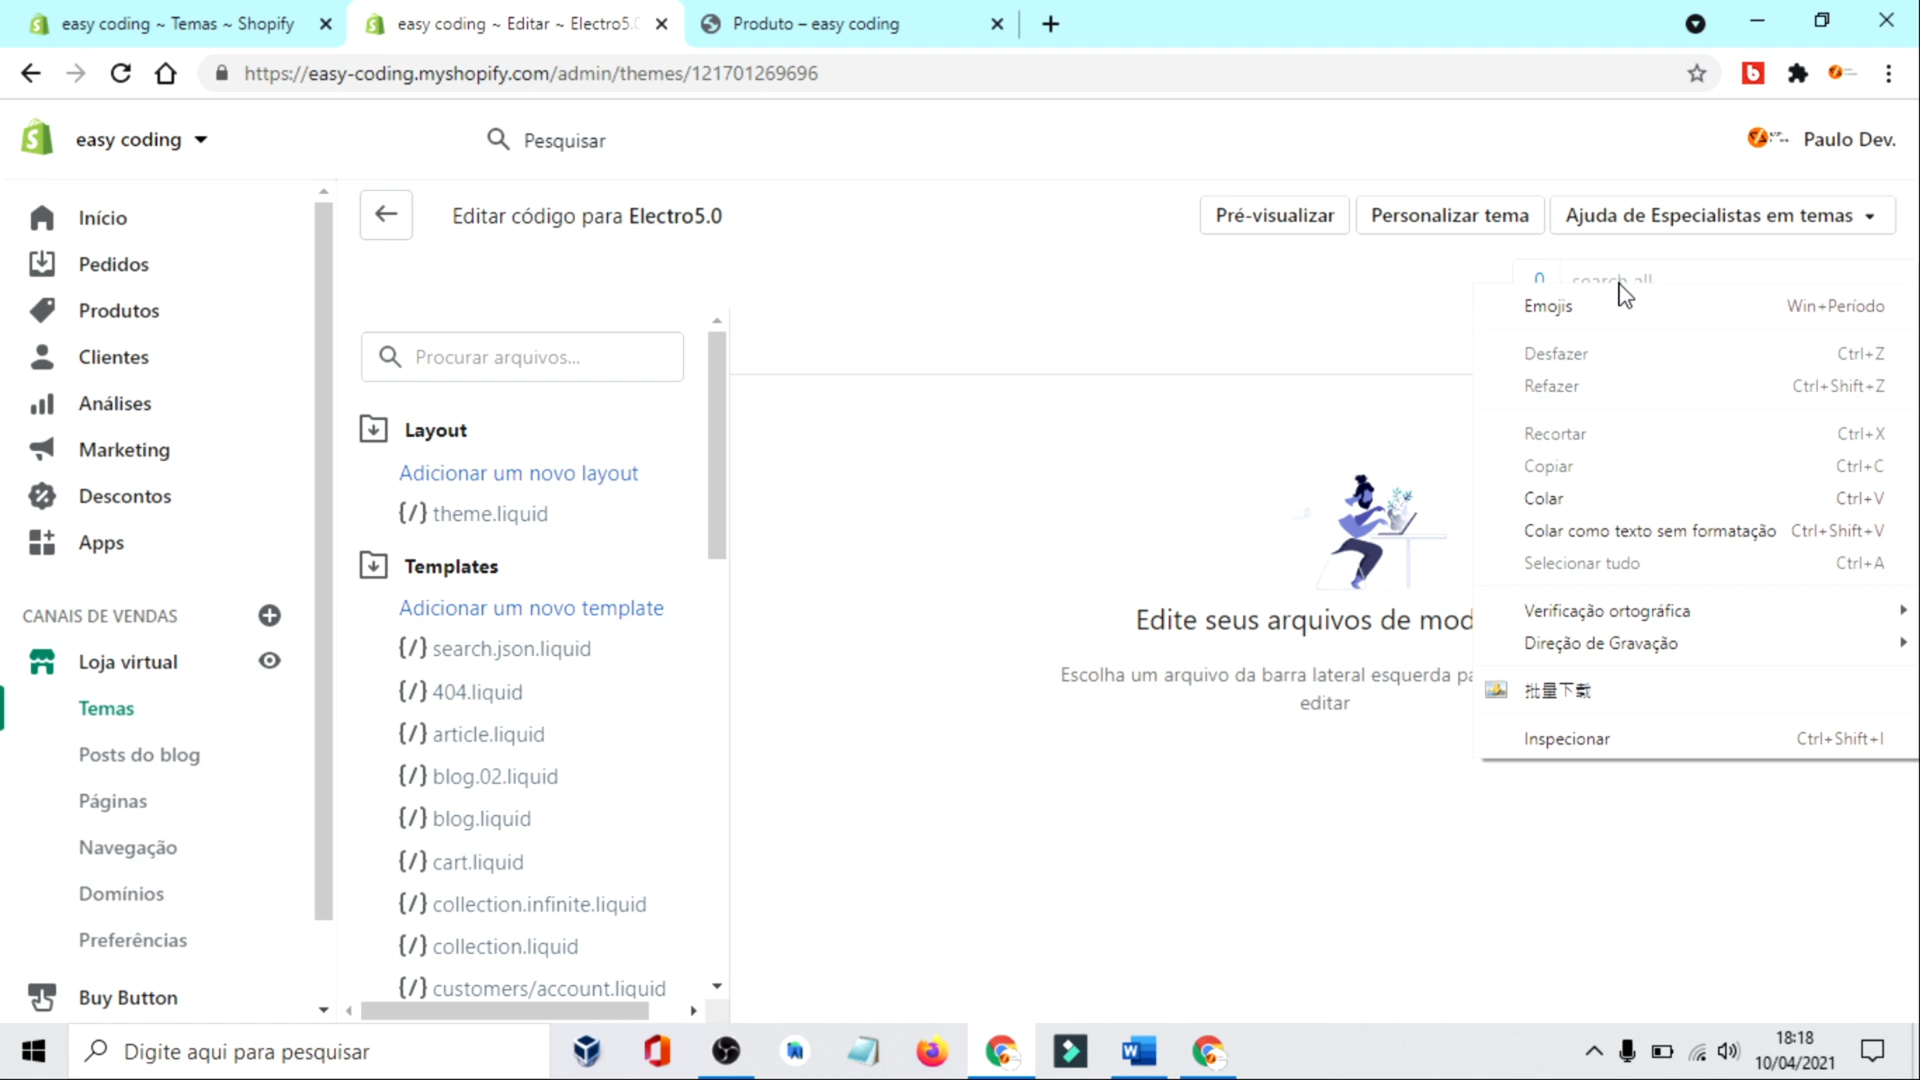 easy coding ~ Temas ~ Shopify
easy coding ~ Editar ~ Electro5.
Produto – easy coding
https://easy-coding.myshopify.com/admin/themes/121701269696
easy coding
Pesquisar
Paulo Dev.
Início
Pedidos
Produtos
Clientes
Análises
Marketing
Descontos
Apps
CANAIS DE VENDAS
Loja virtual
Temas
Posts do blog
Páginas
Navegação
Domínios
Preferências
Buy Button
Editar código para Electro5.0
Pré-visualizar
Personalizar tema
Ajuda de Especialistas em temas
0
search all
Procurar arquivos...
Layout
Adicionar um novo layout
{/} theme.liquid
Templates
Adicionar um novo template
{/} search.json.liquid
{/} 404.liquid
{/} article.liquid
{/} blog.02.liquid
{/} blog.liquid
{/} cart.liquid
{/} collection.infinite.liquid
{/} collection.liquid
{/} customers/account.liquid
Edite seus arquivos de mod
Escolha um arquivo da barra lateral esquerda pa
editar
Emojis Win+Período
Desfazer Ctrl+Z
Refazer Ctrl+Shift+Z
Recortar Ctrl+X
Copiar Ctrl+C
Colar Ctrl+V
Colar como texto sem formatação Ctrl+Shift+V
Selecionar tudo Ctrl+A
Verificação ortográfica
Direção de Gravação
批量下载
Inspecionar Ctrl+Shift+I
Digite aqui para pesquisar
18:18
10/04/2021